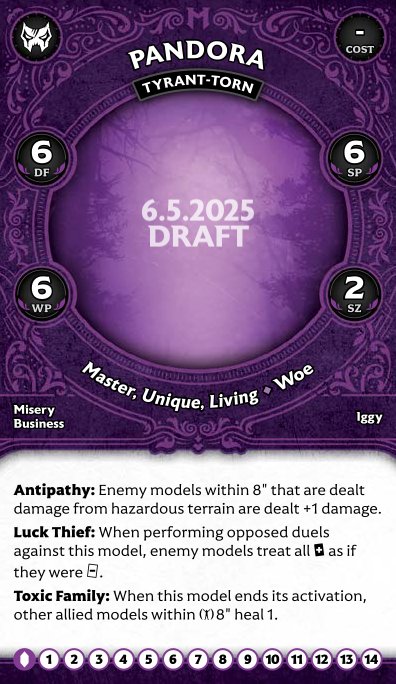 PANDORA
TYRANT-TORN
-
COST
6
DF
6
SP
6.5.2025
DRAFT
6
WP
2
SZ
Master, Unique, Living ♦ Woe
Misery
Business
Iggy
Antipathy: Enemy models within 8" that are dealt
damage from hazardous terrain are dealt +1 damage.
Luck Thief: When performing opposed duels
against this model, enemy models treat all + as if
they were −.
Toxic Family: When this model ends its activation,
other allied models within 8" heal 1.
1 2 3 4 5 6 7 8 9 10 11 12 13 14